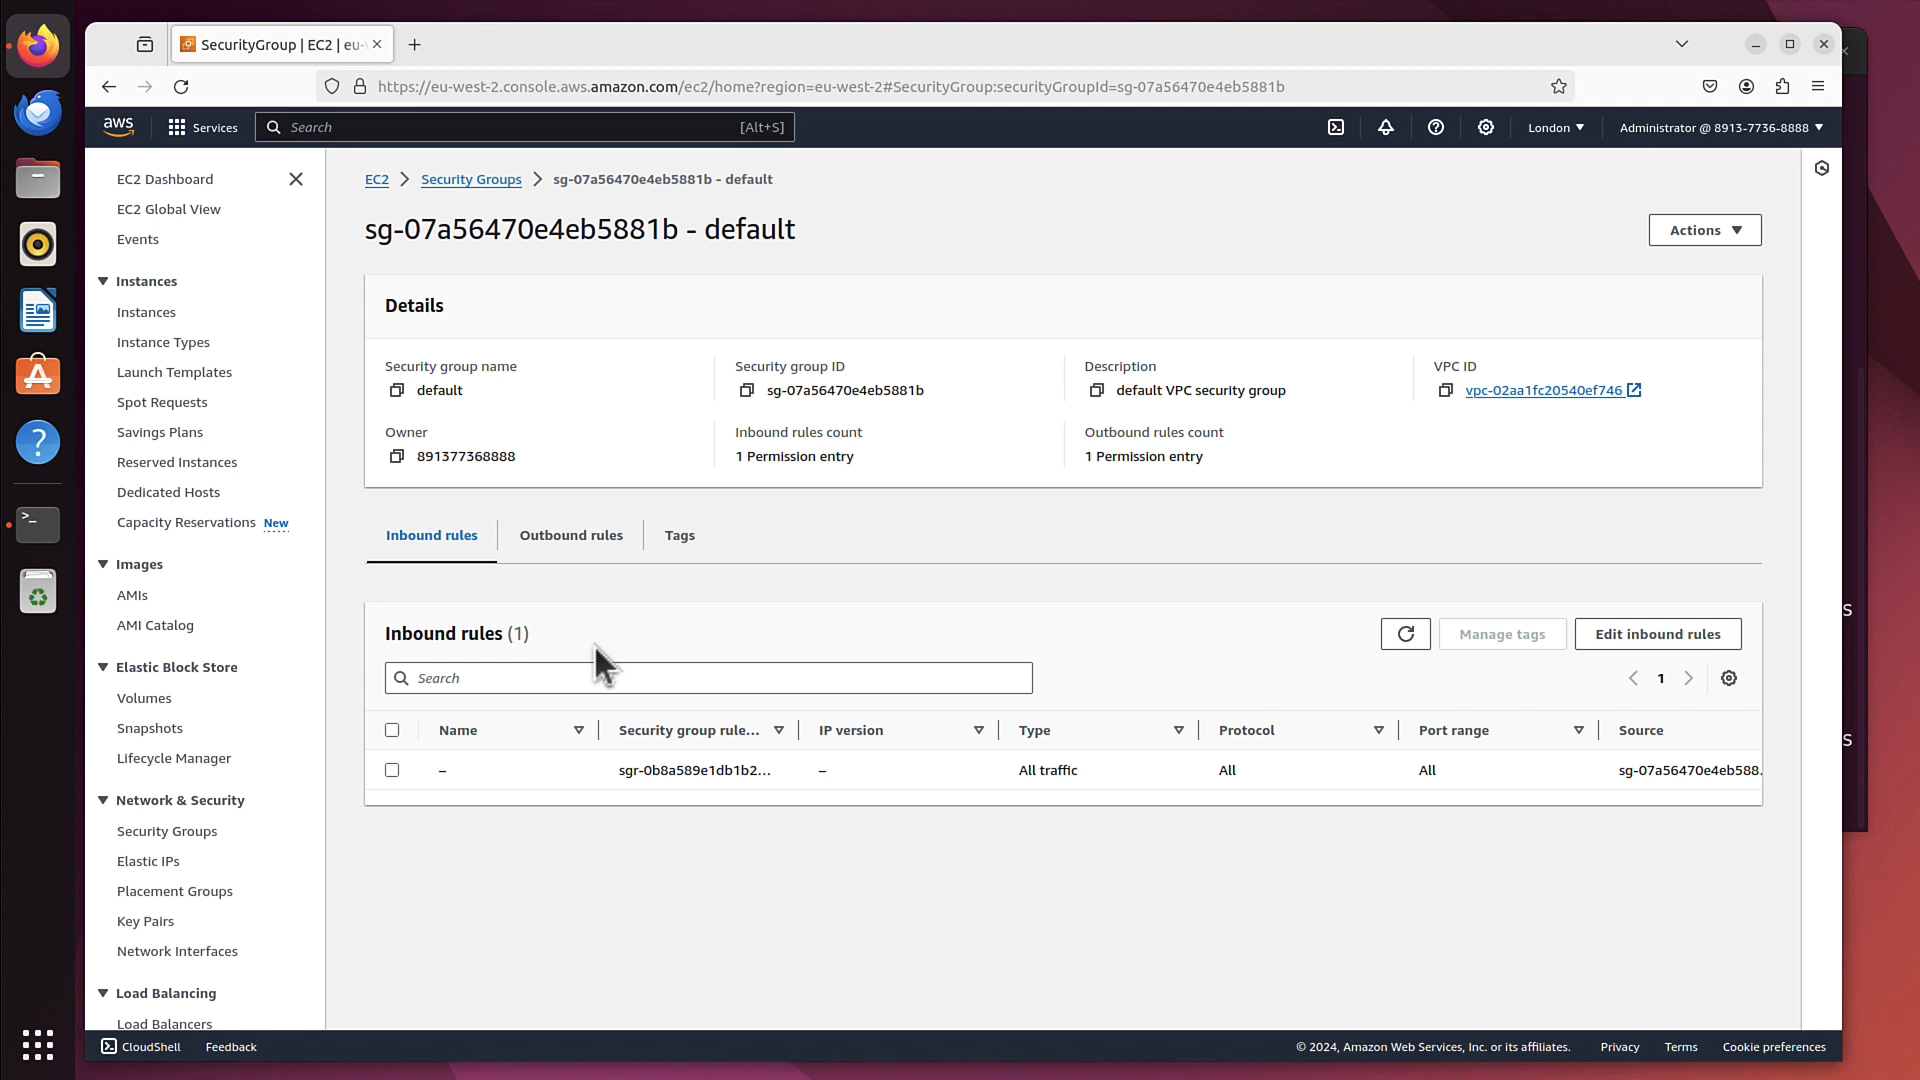 SecurityGroup | EC2 | eu-
https://eu-west-2.console.aws.amazon.com/ec2/home?region=eu-west-2#SecurityGroup:securityGroupId=sg-07a56470e4eb5881b
aws
Services
Search
[Alt+S]
London
Administrator @ 8913-7736-8888
EC2 Dashboard
EC2 Global View
Events
Instances
Instances
Instance Types
Launch Templates
Spot Requests
Savings Plans
Reserved Instances
Dedicated Hosts
Capacity Reservations New
Images
AMIs
AMI Catalog
Elastic Block Store
Volumes
Snapshots
Lifecycle Manager
Network & Security
Security Groups
Elastic IPs
Placement Groups
Key Pairs
Network Interfaces
Load Balancing
Load Balancers
EC2 > Security Groups > sg-07a56470e4eb5881b - default
sg-07a56470e4eb5881b - default
Actions
Details
Security group name
default
Security group ID
sg-07a56470e4eb5881b
Description
default VPC security group
VPC ID
vpc-02aa1fc20540ef746
Owner
891377368888
Inbound rules count
1 Permission entry
Outbound rules count
1 Permission entry
Inbound rules
Outbound rules
Tags
Inbound rules (1)
Manage tags
Edit inbound rules
Search
1
Name
Security group rule...
IP version
Type
Protocol
Port range
Source
–
sgr-0b8a589e1db1b2...
–
All traffic
All
All
sg-07a56470e4eb588.
S
S
CloudShell
Feedback
© 2024, Amazon Web Services, Inc. or its affiliates.
Privacy
Terms
Cookie preferences